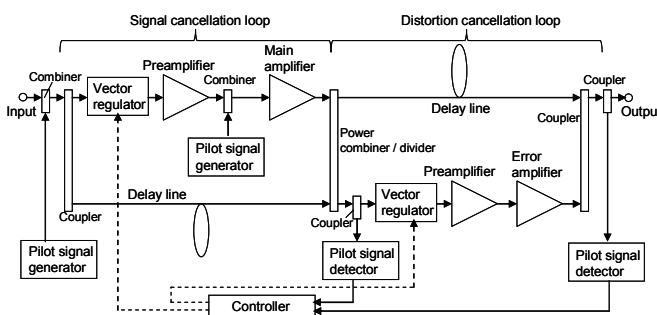 Signal cancellation loop
Distortion cancellation loop
Combiner
Vector
regulator
Preamplifier
Combiner
Main
amplifier
Coupler
Input
Delay line
Coupler
Outpu
Pilot signal
generator
Power
combiner / divider
Delay line
Coupler
Coupler
Vector
regulator
Preamplifier
Error
amplifier
Pilot signal
generator
Pilot signal
detector
Pilot signal
detector
Controller